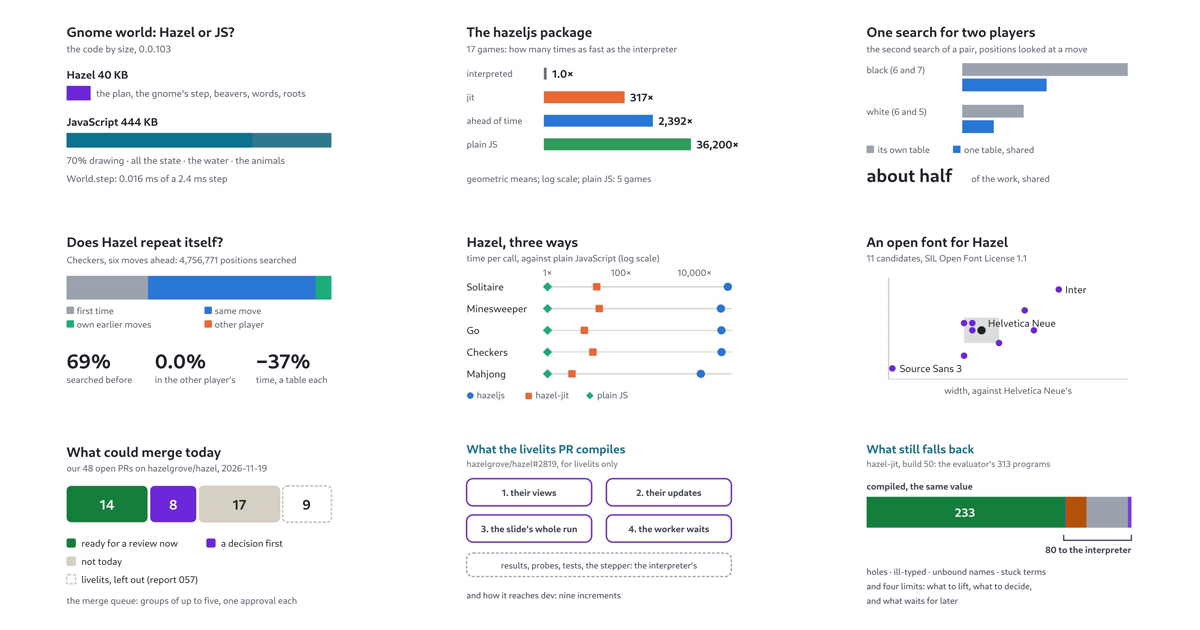 Gnome world: Hazel or JS?
the code by size, 0.0.103
Hazel 40 KB
the plan, the gnome's step, beavers, words, roots
JavaScript 444 KB
70% drawing · all the state · the water · the animals
World.step: 0.016 ms of a 2.4 ms step
The hazeljs package
17 games: how many times as fast as the interpreter
interpreted 1.0×
jit 317×
ahead of time 2,392×
plain JS 36,200×
geometric means; log scale; plain JS: 5 games
One search for two players
the second search of a pair, positions looked at a move
black (6 and 7)
white (6 and 5)
its own table one table, shared
about half of the work, shared
Does Hazel repeat itself?
Checkers, six moves ahead: 4,756,771 positions searched
first time same move
own earlier moves other player
69% 0.0% −37%
searched before in the other player's time, a table each
Hazel, three ways
time per call, against plain JavaScript (log scale)
1× 100× 10,000×
Solitaire
Minesweeper
Go
Checkers
Mahjong
hazeljs hazel-jit plain JS
An open font for Hazel
11 candidates, SIL Open Font License 1.1
Inter
Helvetica Neue
Source Sans 3
width, against Helvetica Neue's
What could merge today
our 48 open PRs on hazelgrove/hazel, 2026-11-19
14 8 17 9
ready for a review now a decision first
not today
livelits, left out (report 057)
the merge queue: groups of up to five, one approval each
What the livelits PR compiles
hazelgrove/hazel#2819, for livelits only
1. their views 2. their updates
3. the slide's whole run 4. the worker waits
results, probes, tests, the stepper: the interpreter's
and how it reaches dev: nine increments
What still falls back
hazel-jit, build 50: the evaluator's 313 programs
compiled, the same value
233
80 to the interpreter
holes · ill-typed · unbound names · stuck terms
and four limits: what to lift, what to decide,
and what waits for later